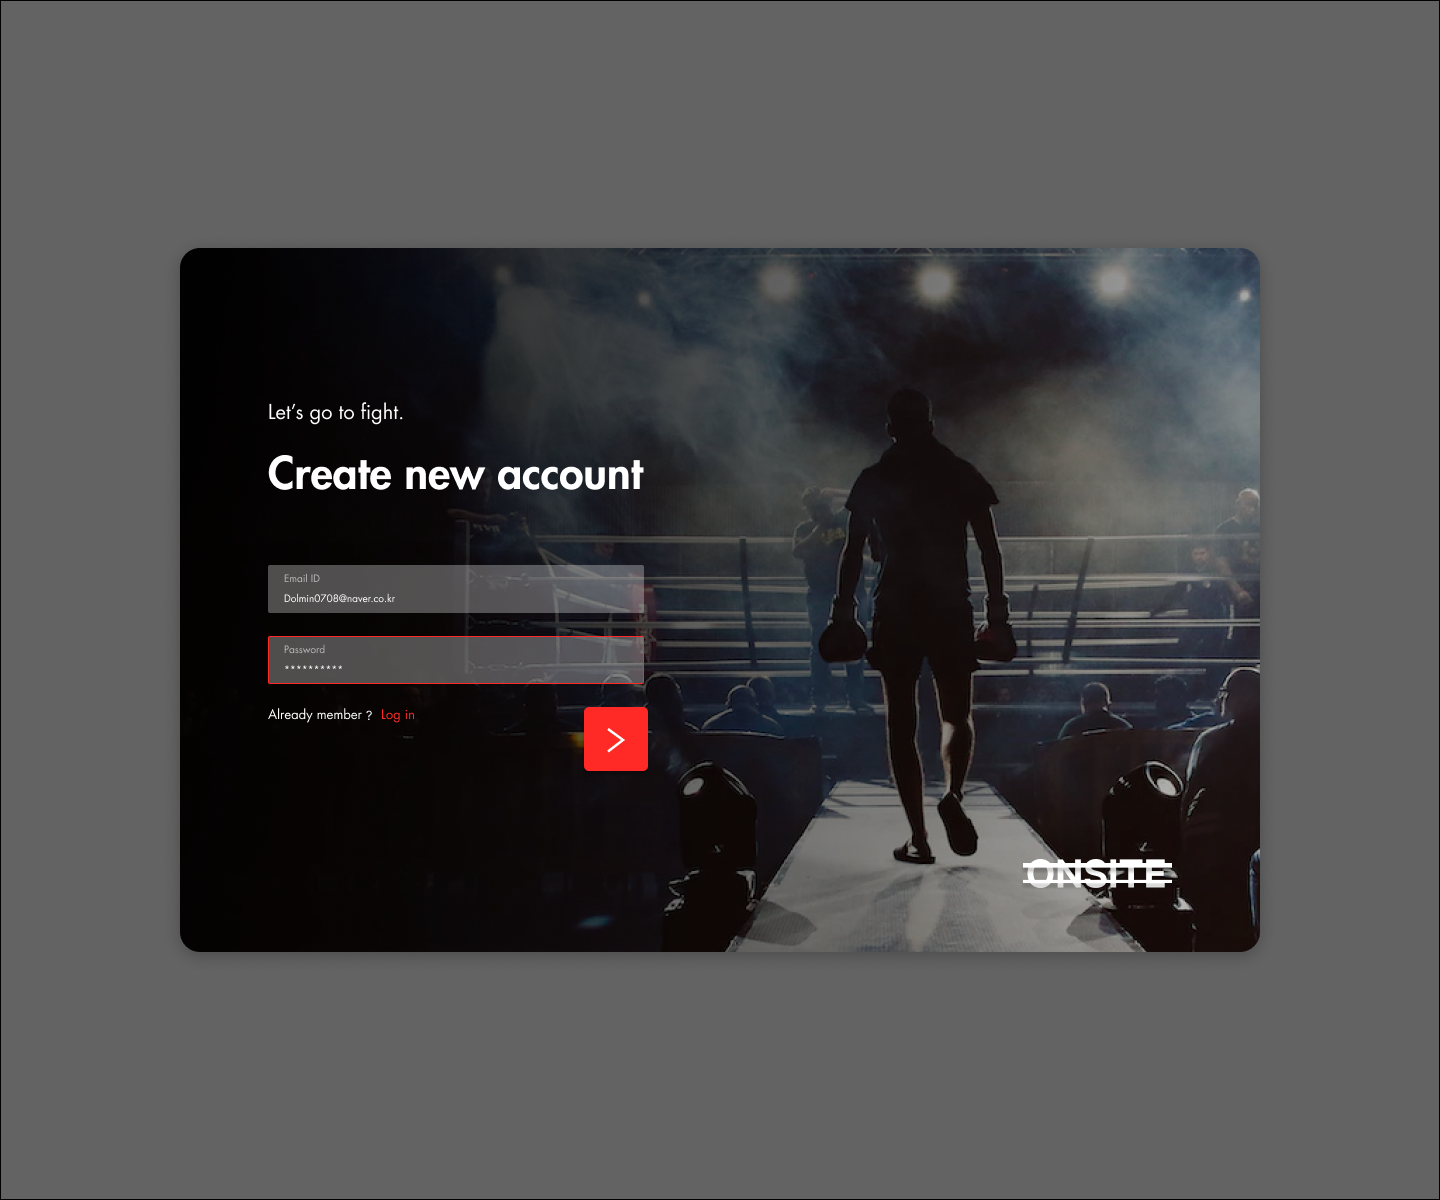 Let's go to fight.
Create new account
Email ID
Dolmin0708@naver.co.kr
Password
**********
Already member ? Log in
ONSITE